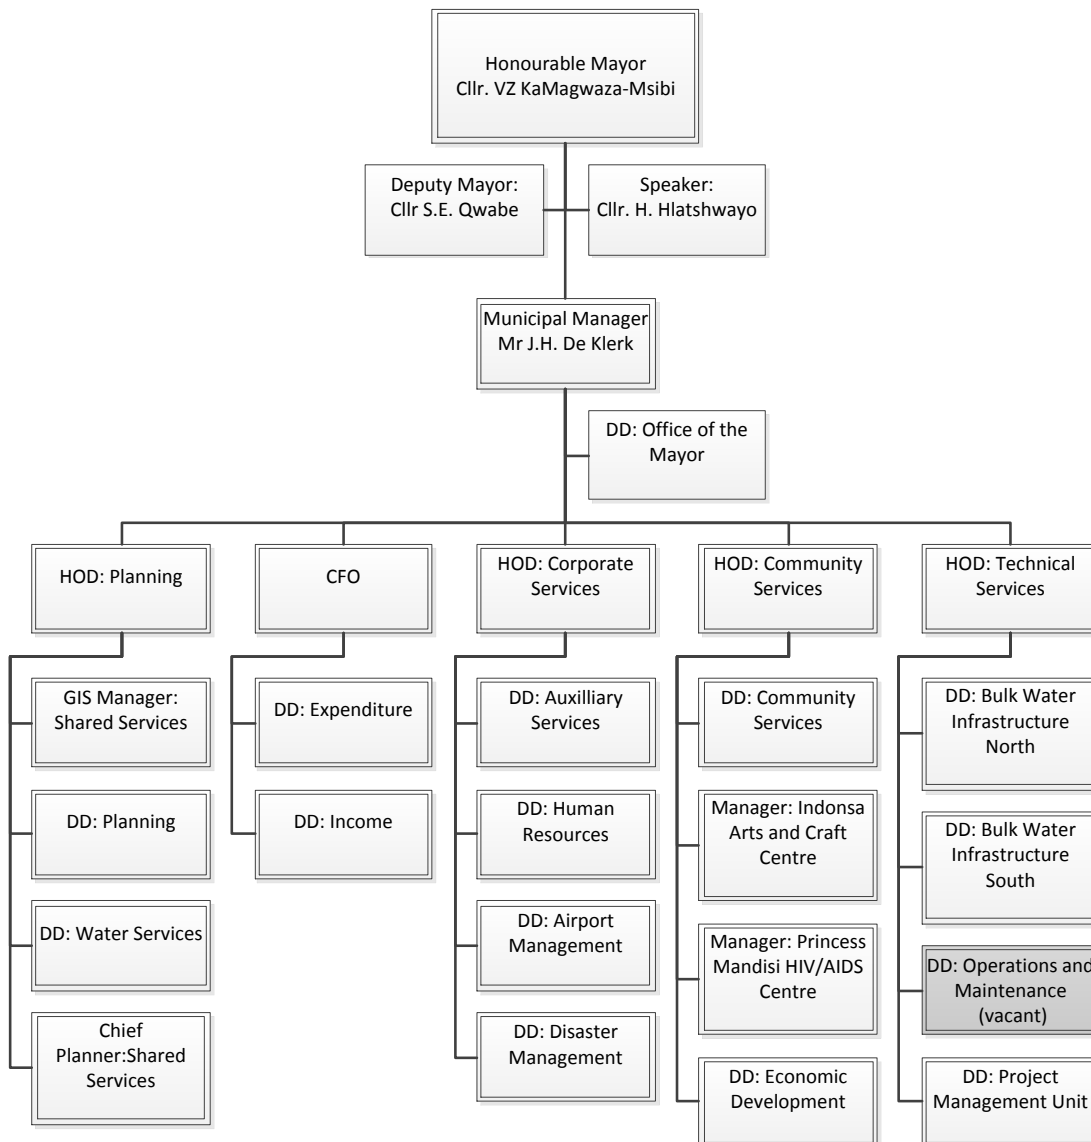 Honourable Mayor
Cllr. VZ KaMagwaza-Msibi
Deputy Mayor:
Cllr S.E. Qwabe
Speaker:
Cllr. H. Hlatshwayo
Municipal Manager
Mr J.H. De Klerk
DD: Office of the
Mayor
HOD: Planning
CFO
HOD: Corporate
Services
HOD: Community
Services
HOD: Technical
Services
GIS Manager:
Shared Services
DD: Planning
DD: Water Services
Chief
Planner:Shared
Services
DD: Expenditure
DD: Income
DD: Auxilliary
Services
DD: Human
Resources
DD: Airport
Management
DD: Disaster
Management
DD: Community
Services
Manager: Indonsa
Arts and Craft
Centre
Manager: Princess
Mandisi HIV/AIDS
Centre
DD: Economic
Development
DD: Bulk Water
Infrastructure
North
DD: Bulk Water
Infrastructure
South
DD: Operations and
Maintenance
(vacant)
DD: Project
Management Unit